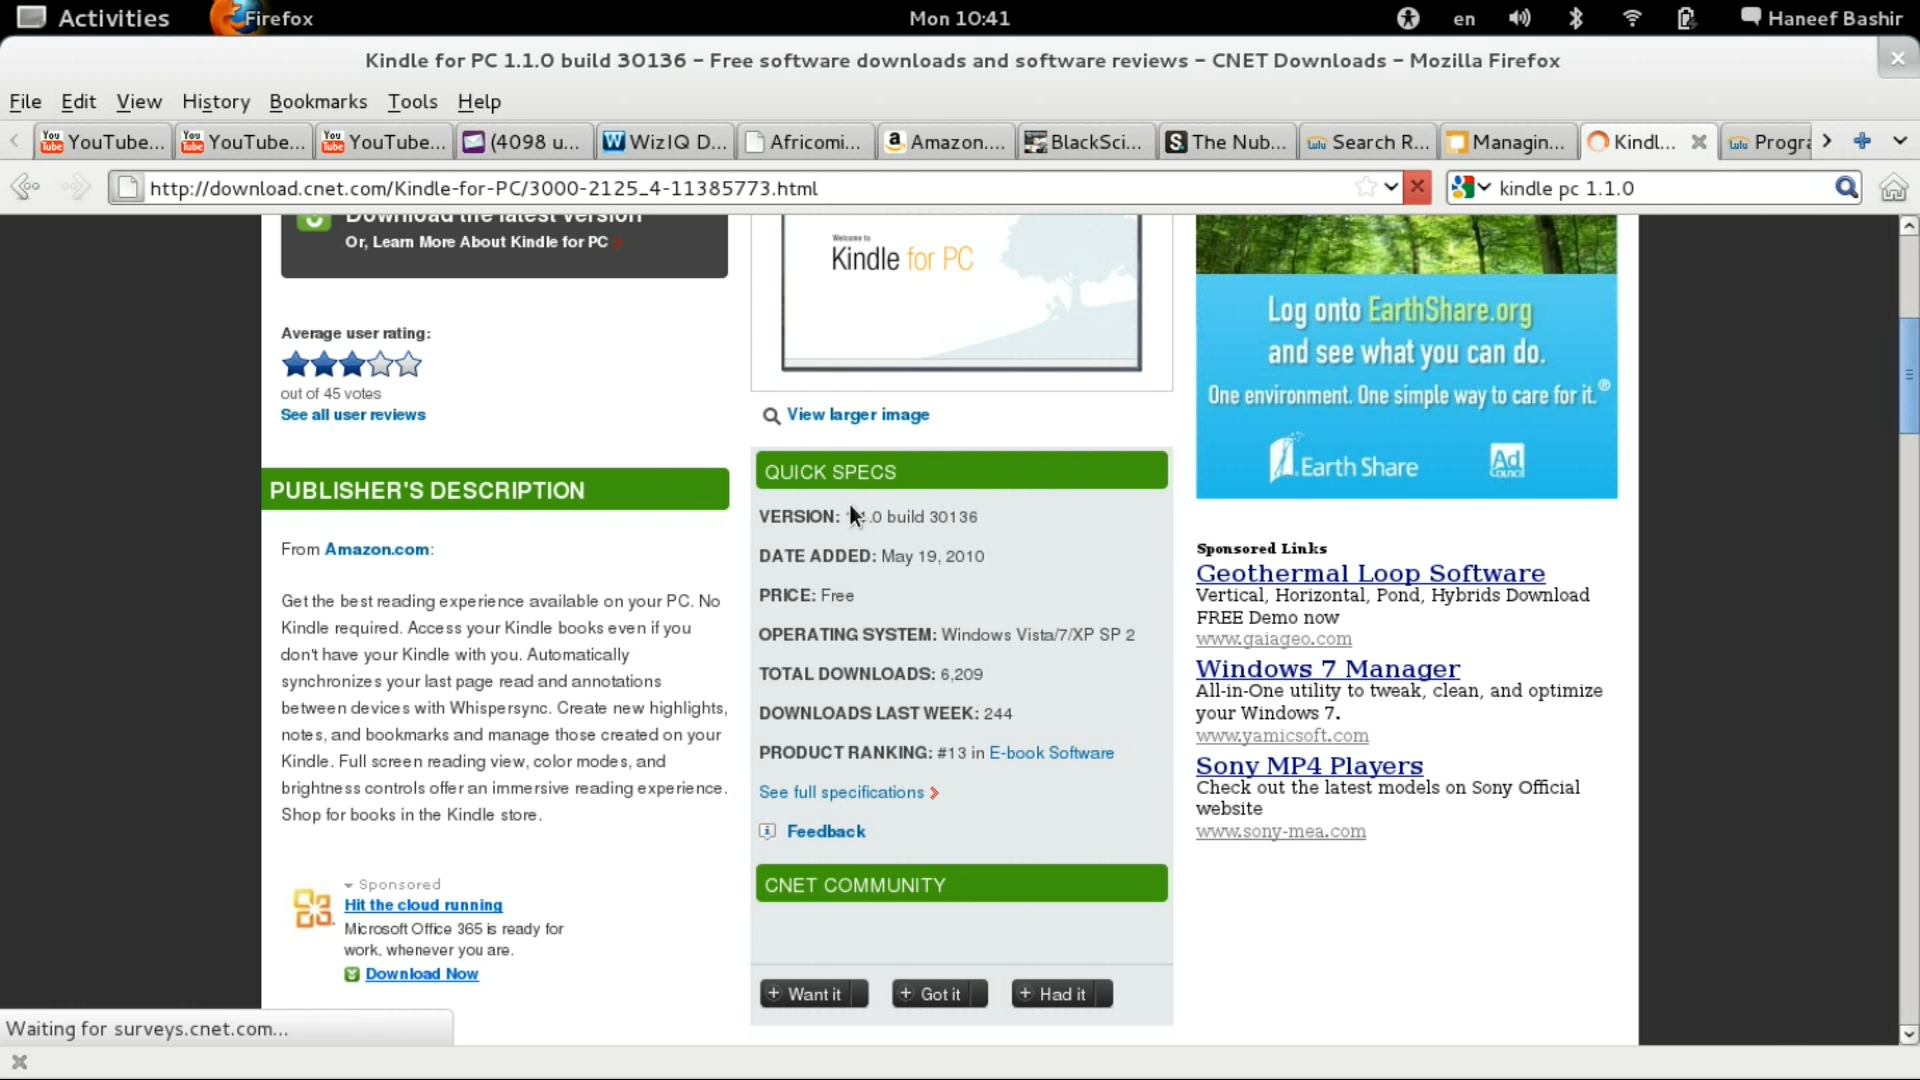 Activities Firefox Mon 10:41 en Haneef Bashir
Kindle for PC 1.1.0 build 30136 – Free software downloads and software reviews – CNET Downloads – Mozilla Firefox
File Edit View History Bookmarks Tools Help
YouTube... YouTube... YouTube... (4098 u... WizIQ D... Africomi... Amazon.... BlackSci... The Nub... Search R... Managin... Kindl... Progra
http://download.cnet.com/Kindle-for-PC/3000-2125_4-11385773.html kindle pc 1.1.0
Download the latest version
Or, Learn More About Kindle for PC
Average user rating:
out of 45 votes
See all user reviews
PUBLISHER'S DESCRIPTION
From Amazon.com:
Get the best reading experience available on your PC. No
Kindle required. Access your Kindle books even if you
don't have your Kindle with you. Automatically
synchronizes your last page read and annotations
between devices with Whispersync. Create new highlights,
notes, and bookmarks and manage those created on your
Kindle. Full screen reading view, color modes, and
brightness controls offer an immersive reading experience.
Shop for books in the Kindle store.
Sponsored
Hit the cloud running
Microsoft Office 365 is ready for
work, whenever you are.
Download Now
Welcome to
Kindle for PC
View larger image
QUICK SPECS
VERSION: .0 build 30136
DATE ADDED: May 19, 2010
PRICE: Free
OPERATING SYSTEM: Windows Vista/7/XP SP 2
TOTAL DOWNLOADS: 6,209
DOWNLOADS LAST WEEK: 244
PRODUCT RANKING: #13 in E-book Software
See full specifications
Feedback
CNET COMMUNITY
+ Want it + Got it + Had it
Log onto EarthShare.org
and see what you can do.
One environment. One simple way to care for it.®
Earth Share Ad Council
Sponsored Links
Geothermal Loop Software
Vertical, Horizontal, Pond, Hybrids Download
FREE Demo now
www.gaiageo.com
Windows 7 Manager
All-in-One utility to tweak, clean, and optimize
your Windows 7.
www.yamicsoft.com
Sony MP4 Players
Check out the latest models on Sony Official
website
www.sony-mea.com
Waiting for surveys.cnet.com...